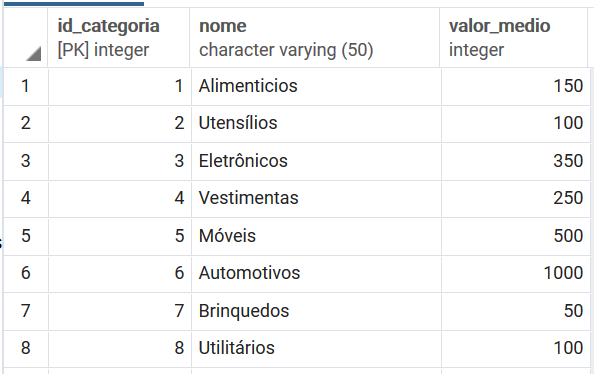 id_categoria nome valor_medio
[PK] integer character varying (50) integer
1 1 Alimenticios 150
2 2 Utensílios 100
3 3 Eletrônicos 350
4 4 Vestimentas 250
5 5 Móveis 500
6 6 Automotivos 1000
7 7 Brinquedos 50
8 8 Utilitários 100